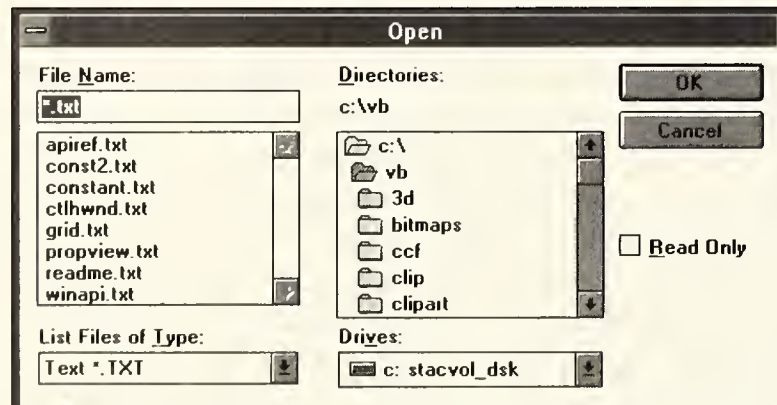 Open
File Name:
*.txt
apiref.txt
const2.txt
constant.txt
ctlhwnd.txt
grid.txt
propview.txt
readme.txt
winapi.txt
List Files of Type:
Text *.TXT
Directories:
c:\vb
c:\
vb
3d
bitmaps
ccf
clip
clipart
Drives:
c: stacvol_dsk
OK
Cancel
Read Only